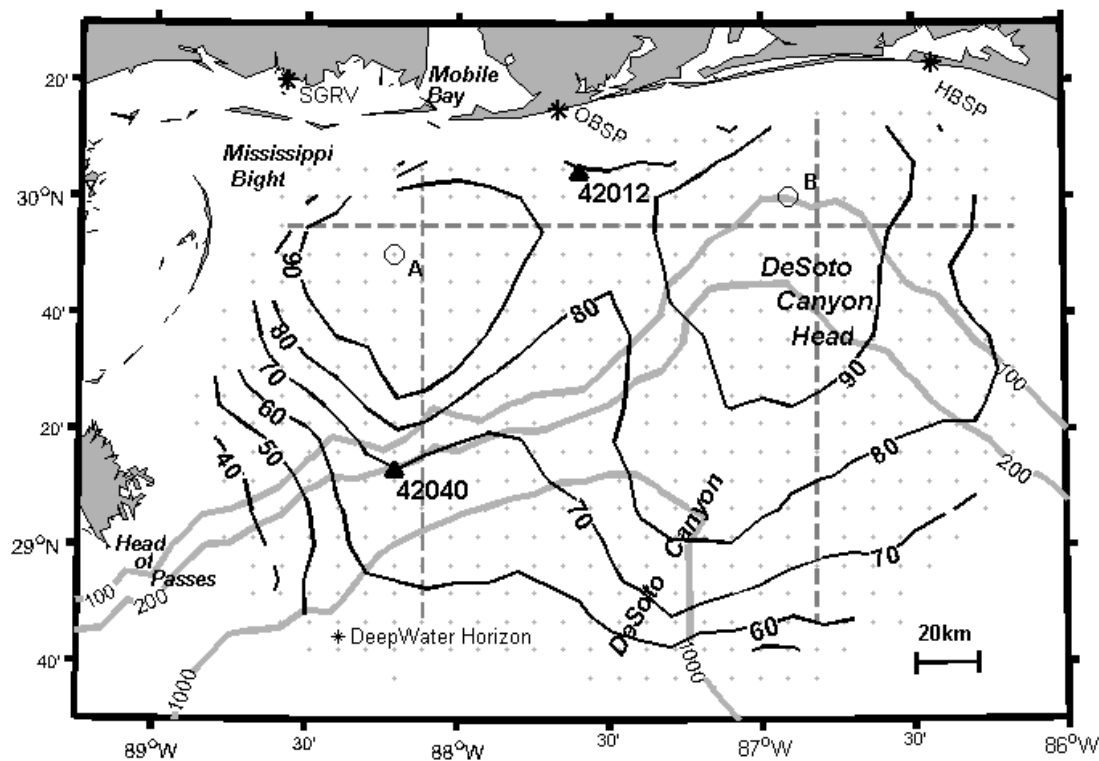 20'
SGRV
Mobile
Bay
OBSP
HBSP
Mississippi
Bight
42012
B
30°N
A
90
DeSoto
Canyon
Head
40'
80
80
70
90
100
60
20'
50
40
42040
80
200
70
Canyon
29°N
Head
of
Passes
70
100
200
DeSoto
60
DeepWater Horizon
20km
40'
1000
1000
89°W
30'
88°W
30'
87°W
30'
86°W